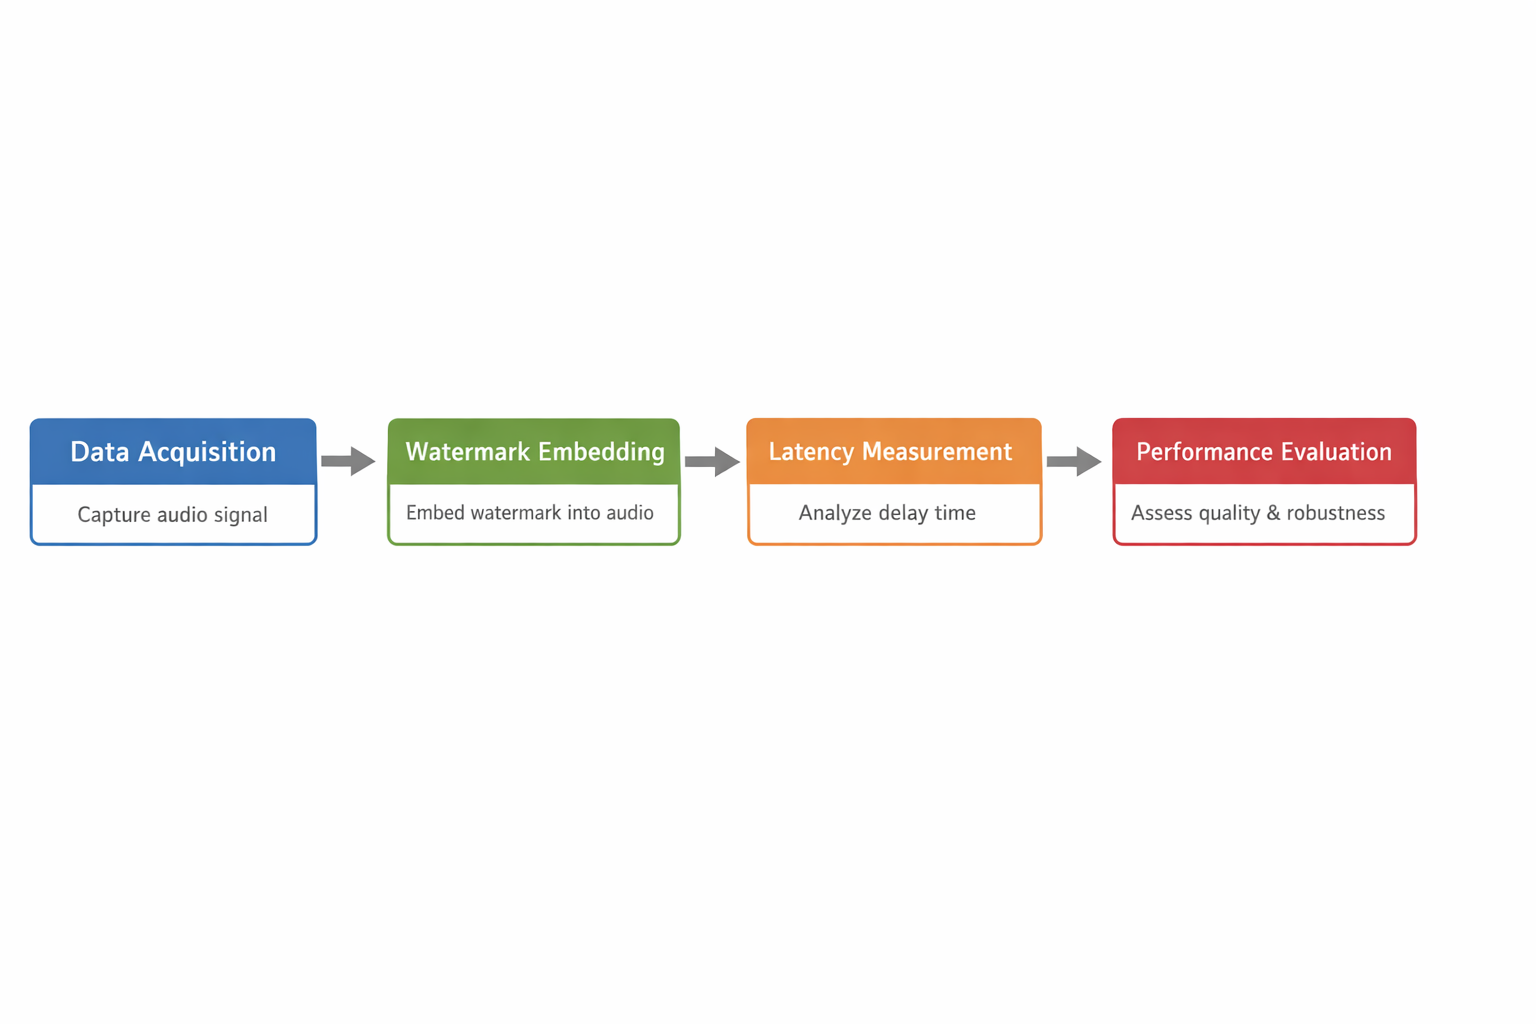 Data Acquisition
Capture audio signal
Watermark Embedding
Embed watermark into audio
Latency Measurement
Analyze delay time
Performance Evaluation
Assess quality & robustness